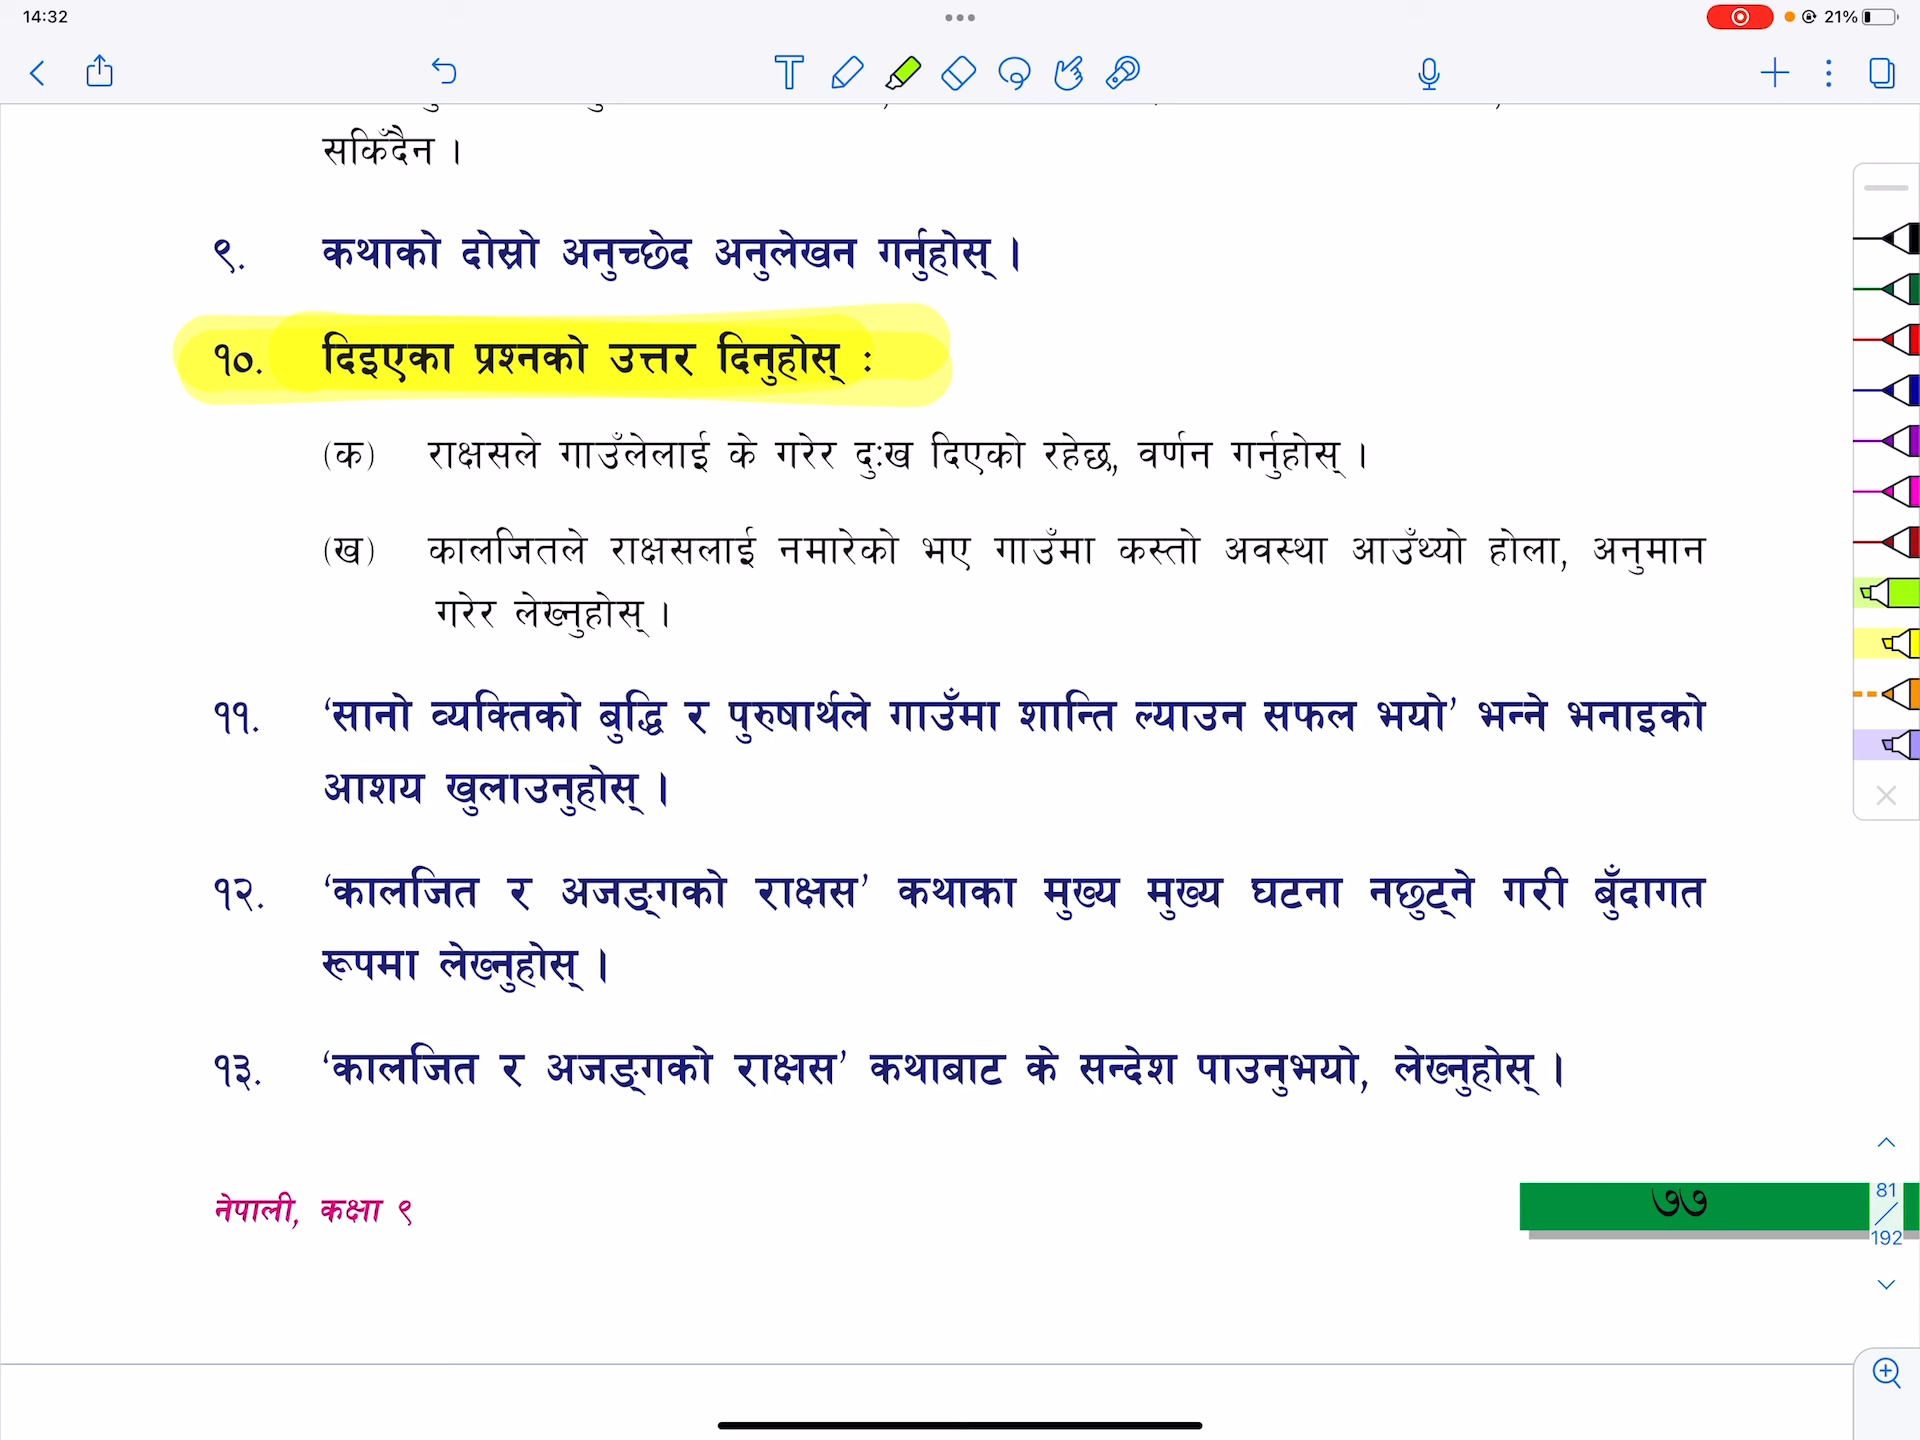 14:32
21%
सकिँदैन ।
९. कथाको दोस्रो अनुच्छेद अनुलेखन गर्नुहोस् ।
१०. दिइएका प्रश्नको उत्तर दिनुहोस् :
(क) राक्षसले गाउँलेलाई के गरेर दुःख दिएको रहेछ, वर्णन गर्नुहोस् ।
(ख) कालजितले राक्षसलाई नमारेको भए गाउँमा कस्तो अवस्था आउँथ्यो होला, अनुमान
गरेर लेख्नुहोस् ।
११. ‘सानो व्यक्तिको बुद्धि र पुरुषार्थले गाउँमा शान्ति ल्याउन सफल भयो’ भन्ने भनाइको
आशय खुलाउनुहोस् ।
१२. ‘कालजित र अजङ्गको राक्षस’ कथाका मुख्य मुख्य घटना नछुट्ने गरी बुँदागत
रूपमा लेख्नुहोस् ।
१३. ‘कालजित र अजङ्गको राक्षस’ कथाबाट के सन्देश पाउनुभयो, लेख्नुहोस् ।
नेपाली, कक्षा ९
७७
81
192